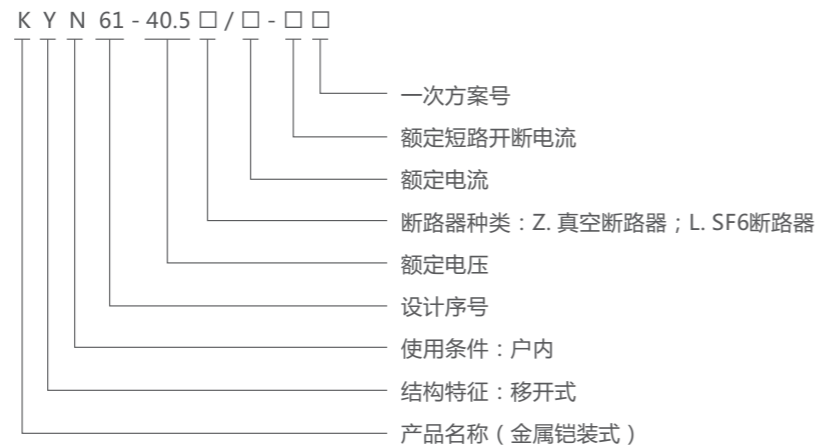 K Y N 61 - 40.5 □ / □ - □ □
一次方案号
额定短路开断电流
额定电流
断路器种类：Z. 真空断路器；L. SF6断路器
额定电压
设计序号
使用条件：户内
结构特征：移开式
产品名称（金属铠装式）